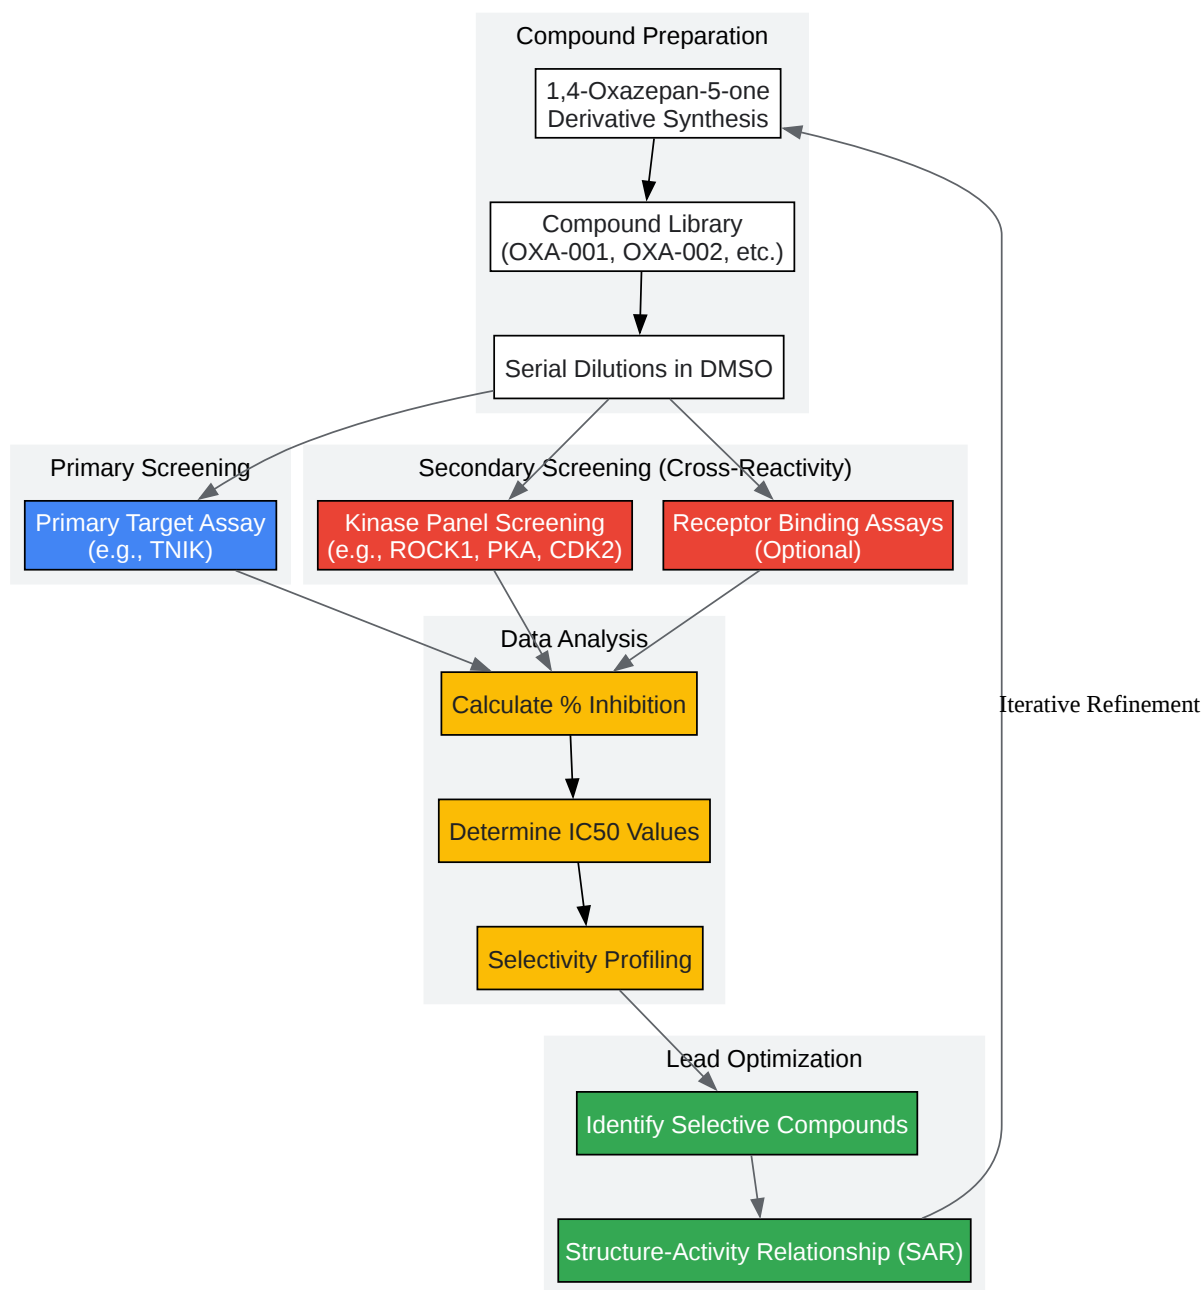 Compound Preparation
1,4-Oxazepan-5-one
Derivative Synthesis
Compound Library
(OXA-001, OXA-002, etc.)
Serial Dilutions in DMSO
Primary Screening
Primary Target Assay
(e.g., TNIK)
Secondary Screening (Cross-Reactivity)
Kinase Panel Screening
(e.g., ROCK1, PKA, CDK2)
Receptor Binding Assays
(Optional)
Data Analysis
Calculate % Inhibition
Determine IC50 Values
Selectivity Profiling
Lead Optimization
Identify Selective Compounds
Structure-Activity Relationship (SAR)
Iterative Refinement